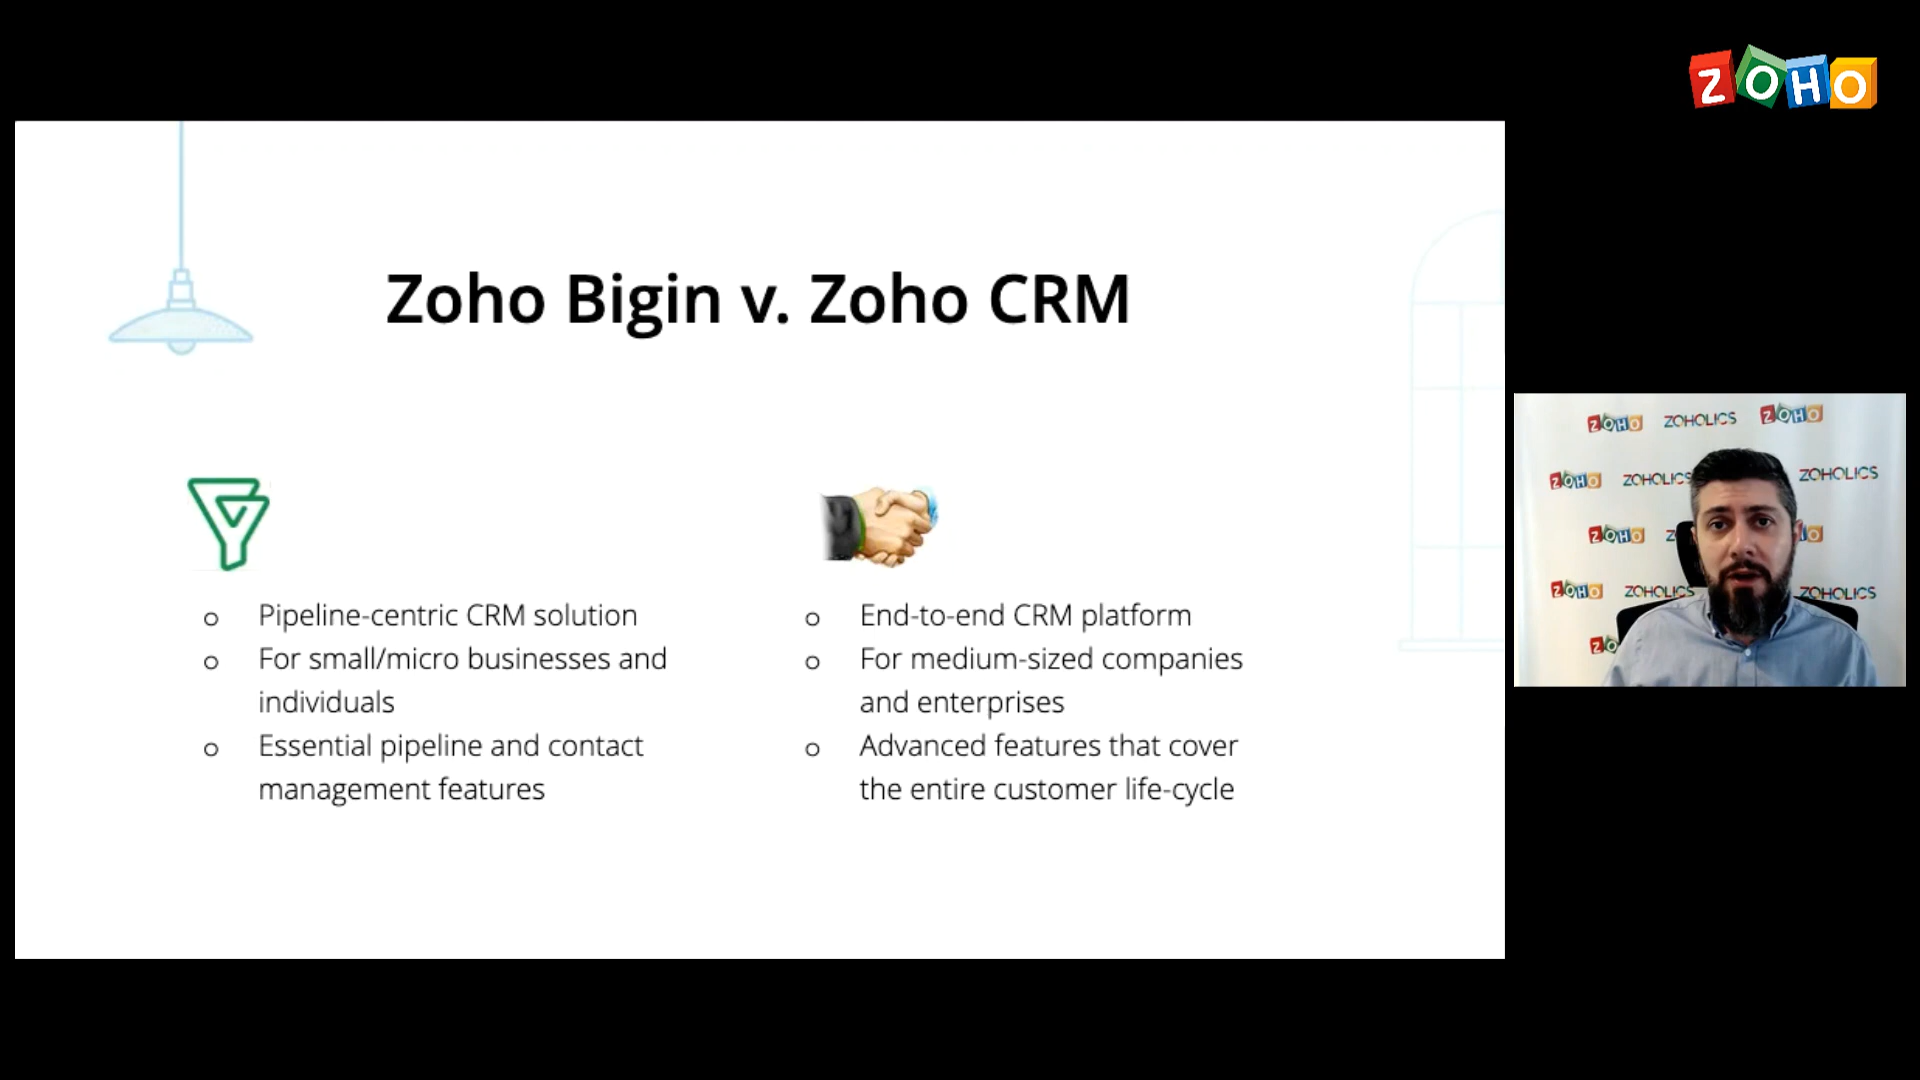 ZOHO
Zoho Bigin v. Zoho CRM
o Pipeline-centric CRM solution
o For small/micro businesses and
individuals
o Essential pipeline and contact
management features
o End-to-end CRM platform
o For medium-sized companies
and enterprises
o Advanced features that cover
the entire customer life-cycle
ZOHO ZOHOLICS ZOHO
ZOHO ZOHOLICS ZOHOLICS
ZOHO
ZOHO ZOHOLICS ZOHOLICS